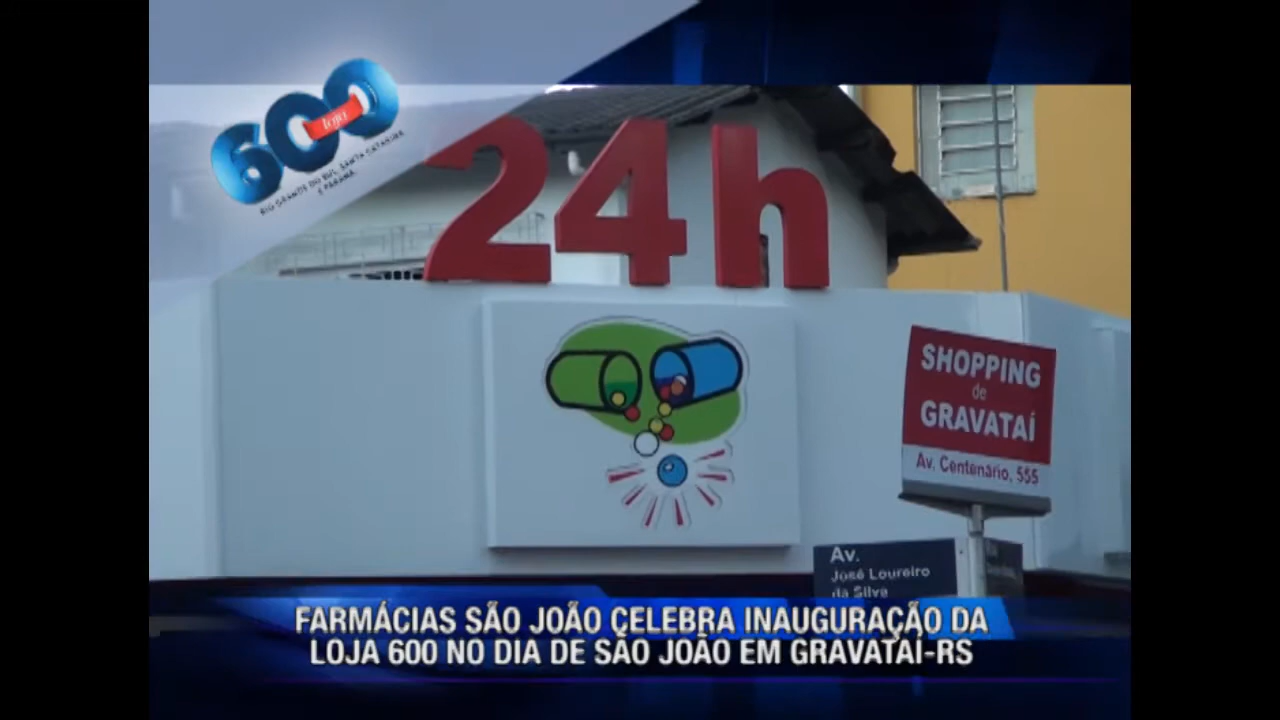 600
loja
RIO GRANDE DO SUL, SANTA CATARINA
E PARANÁ.
24h
SHOPPING
de
GRAVATAÍ
Av. Centenário, 555
Av.
José Loureiro
da Silva
FARMÁCIAS SÃO JOÃO CELEBRA INAUGURAÇÃO DA
LOJA 600 NO DIA DE SÃO JOÃO EM GRAVATAÍ-RS